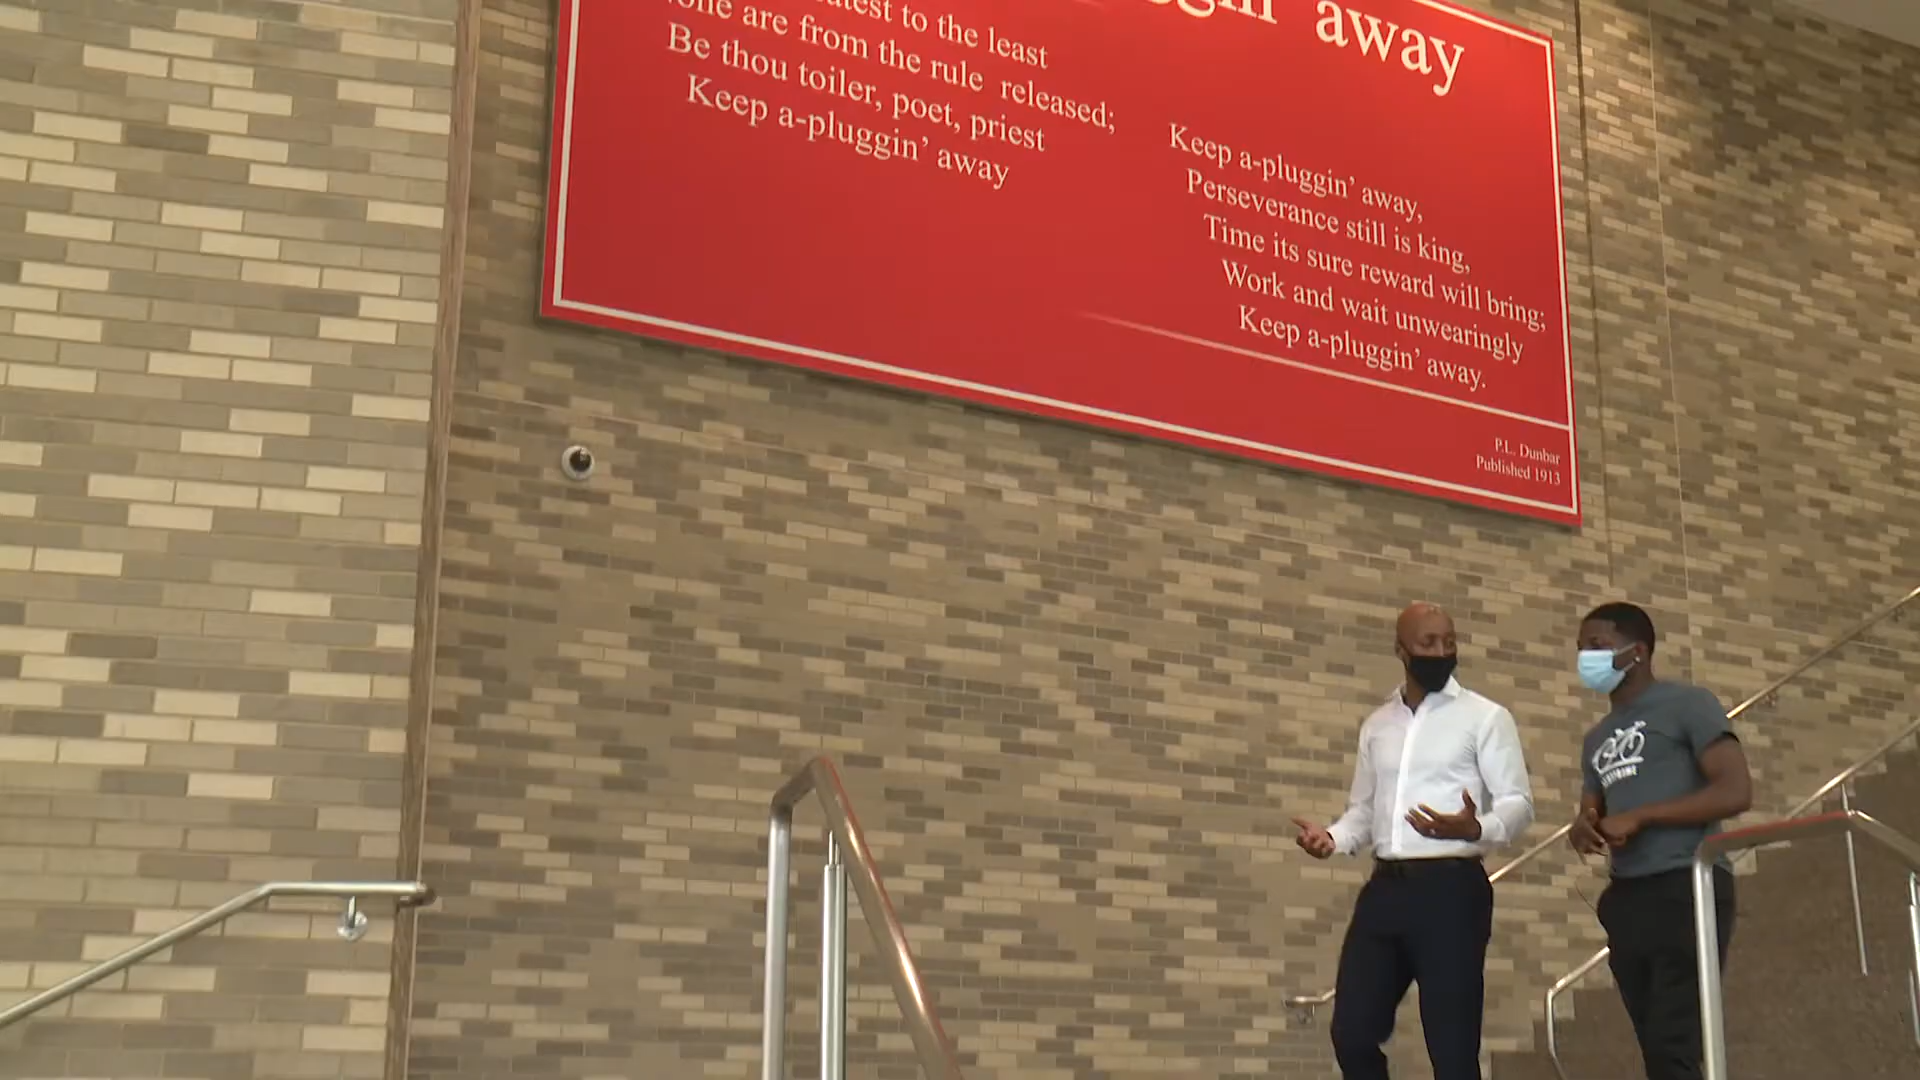 away
to the least
are from the rule released;
Be thou toiler, poet, priest
Keep a-pluggin' away
Keep a-pluggin' away,
Perseverance still is king,
Time its sure reward will bring;
Work and wait unwearingly
Keep a-pluggin' away.
P.L. Dunbar
Published 1913